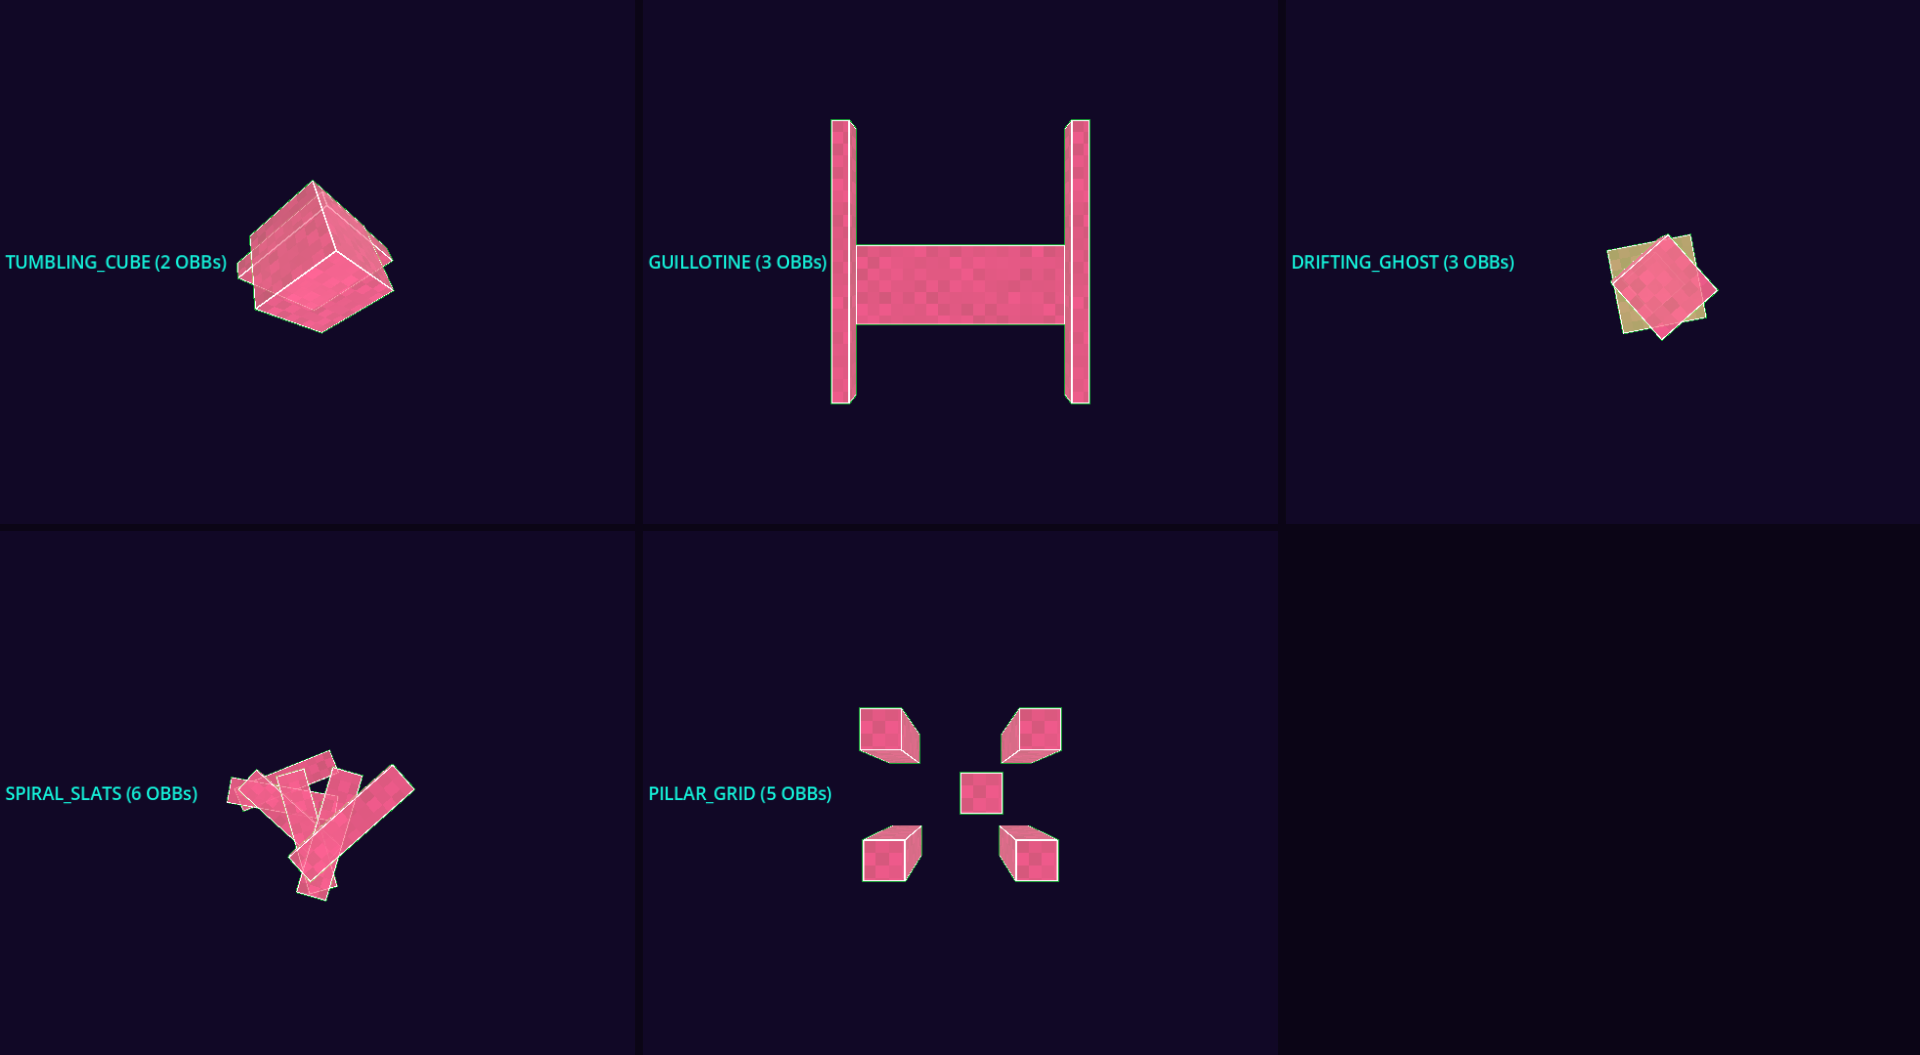 TUMBLING_CUBE (2 OBBs)
GUILLOTINE (3 OBBs)
DRIFTING_GHOST (3 OBBs)
SPIRAL_SLATS (6 OBBs)
PILLAR_GRID (5 OBBs)